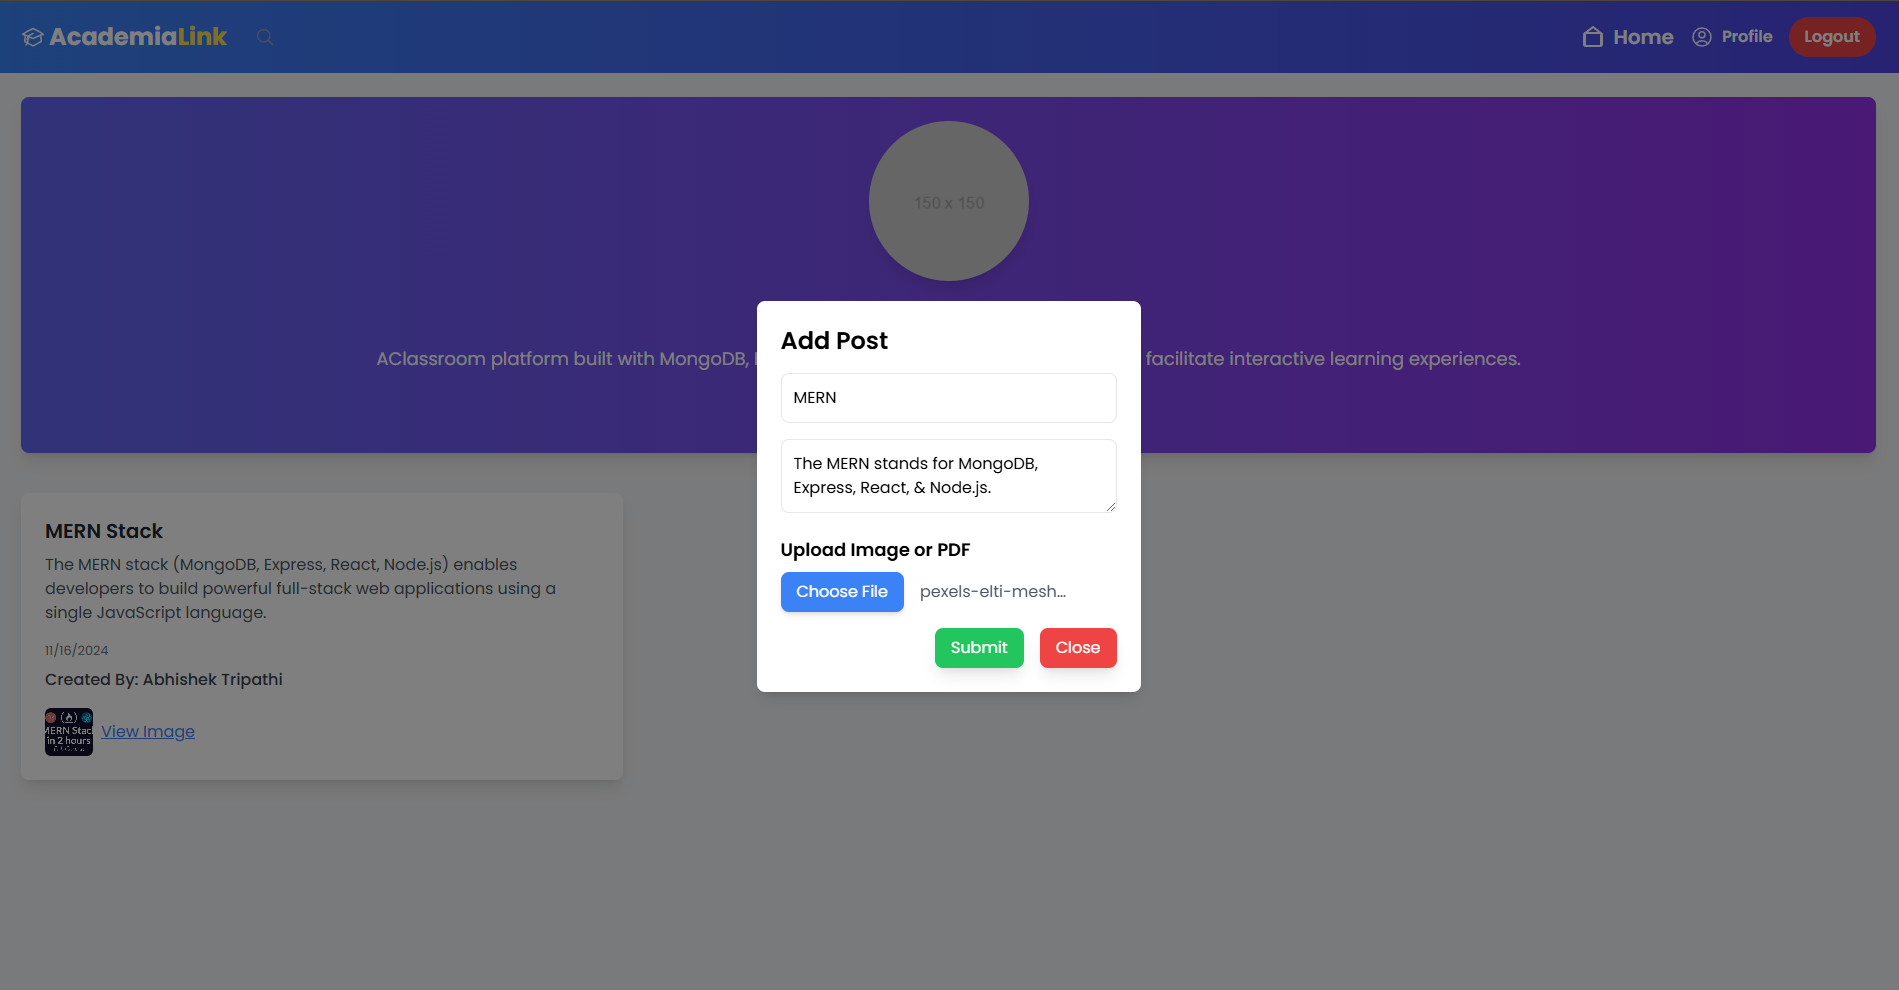 AcademiaLink
Home
Profile
Logout
150 x 150
AClassroom platform built with MongoDB,
facilitate interactive learning experiences.
Add Post
MERN
The MERN stands for MongoDB,
Express, React, & Node.js.
Upload Image or PDF
Choose File
pexels-elti-mesh...
Submit
Close
MERN Stack
The MERN stack (MongoDB, Express, React, Node.js) enables
developers to build powerful full-stack web applications using a
single JavaScript language.
11/16/2024
Created By: Abhishek Tripathi
MERN Stack
in 2 hours
View Image